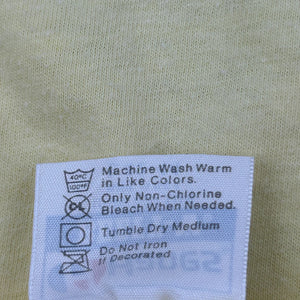 40°C
100°F
Machine Wash Warm
in Like Colors.
CL
Only Non-Chlorine
Bleach When Needed.
Tumble Dry Medium
Do Not Iron
If Decorated